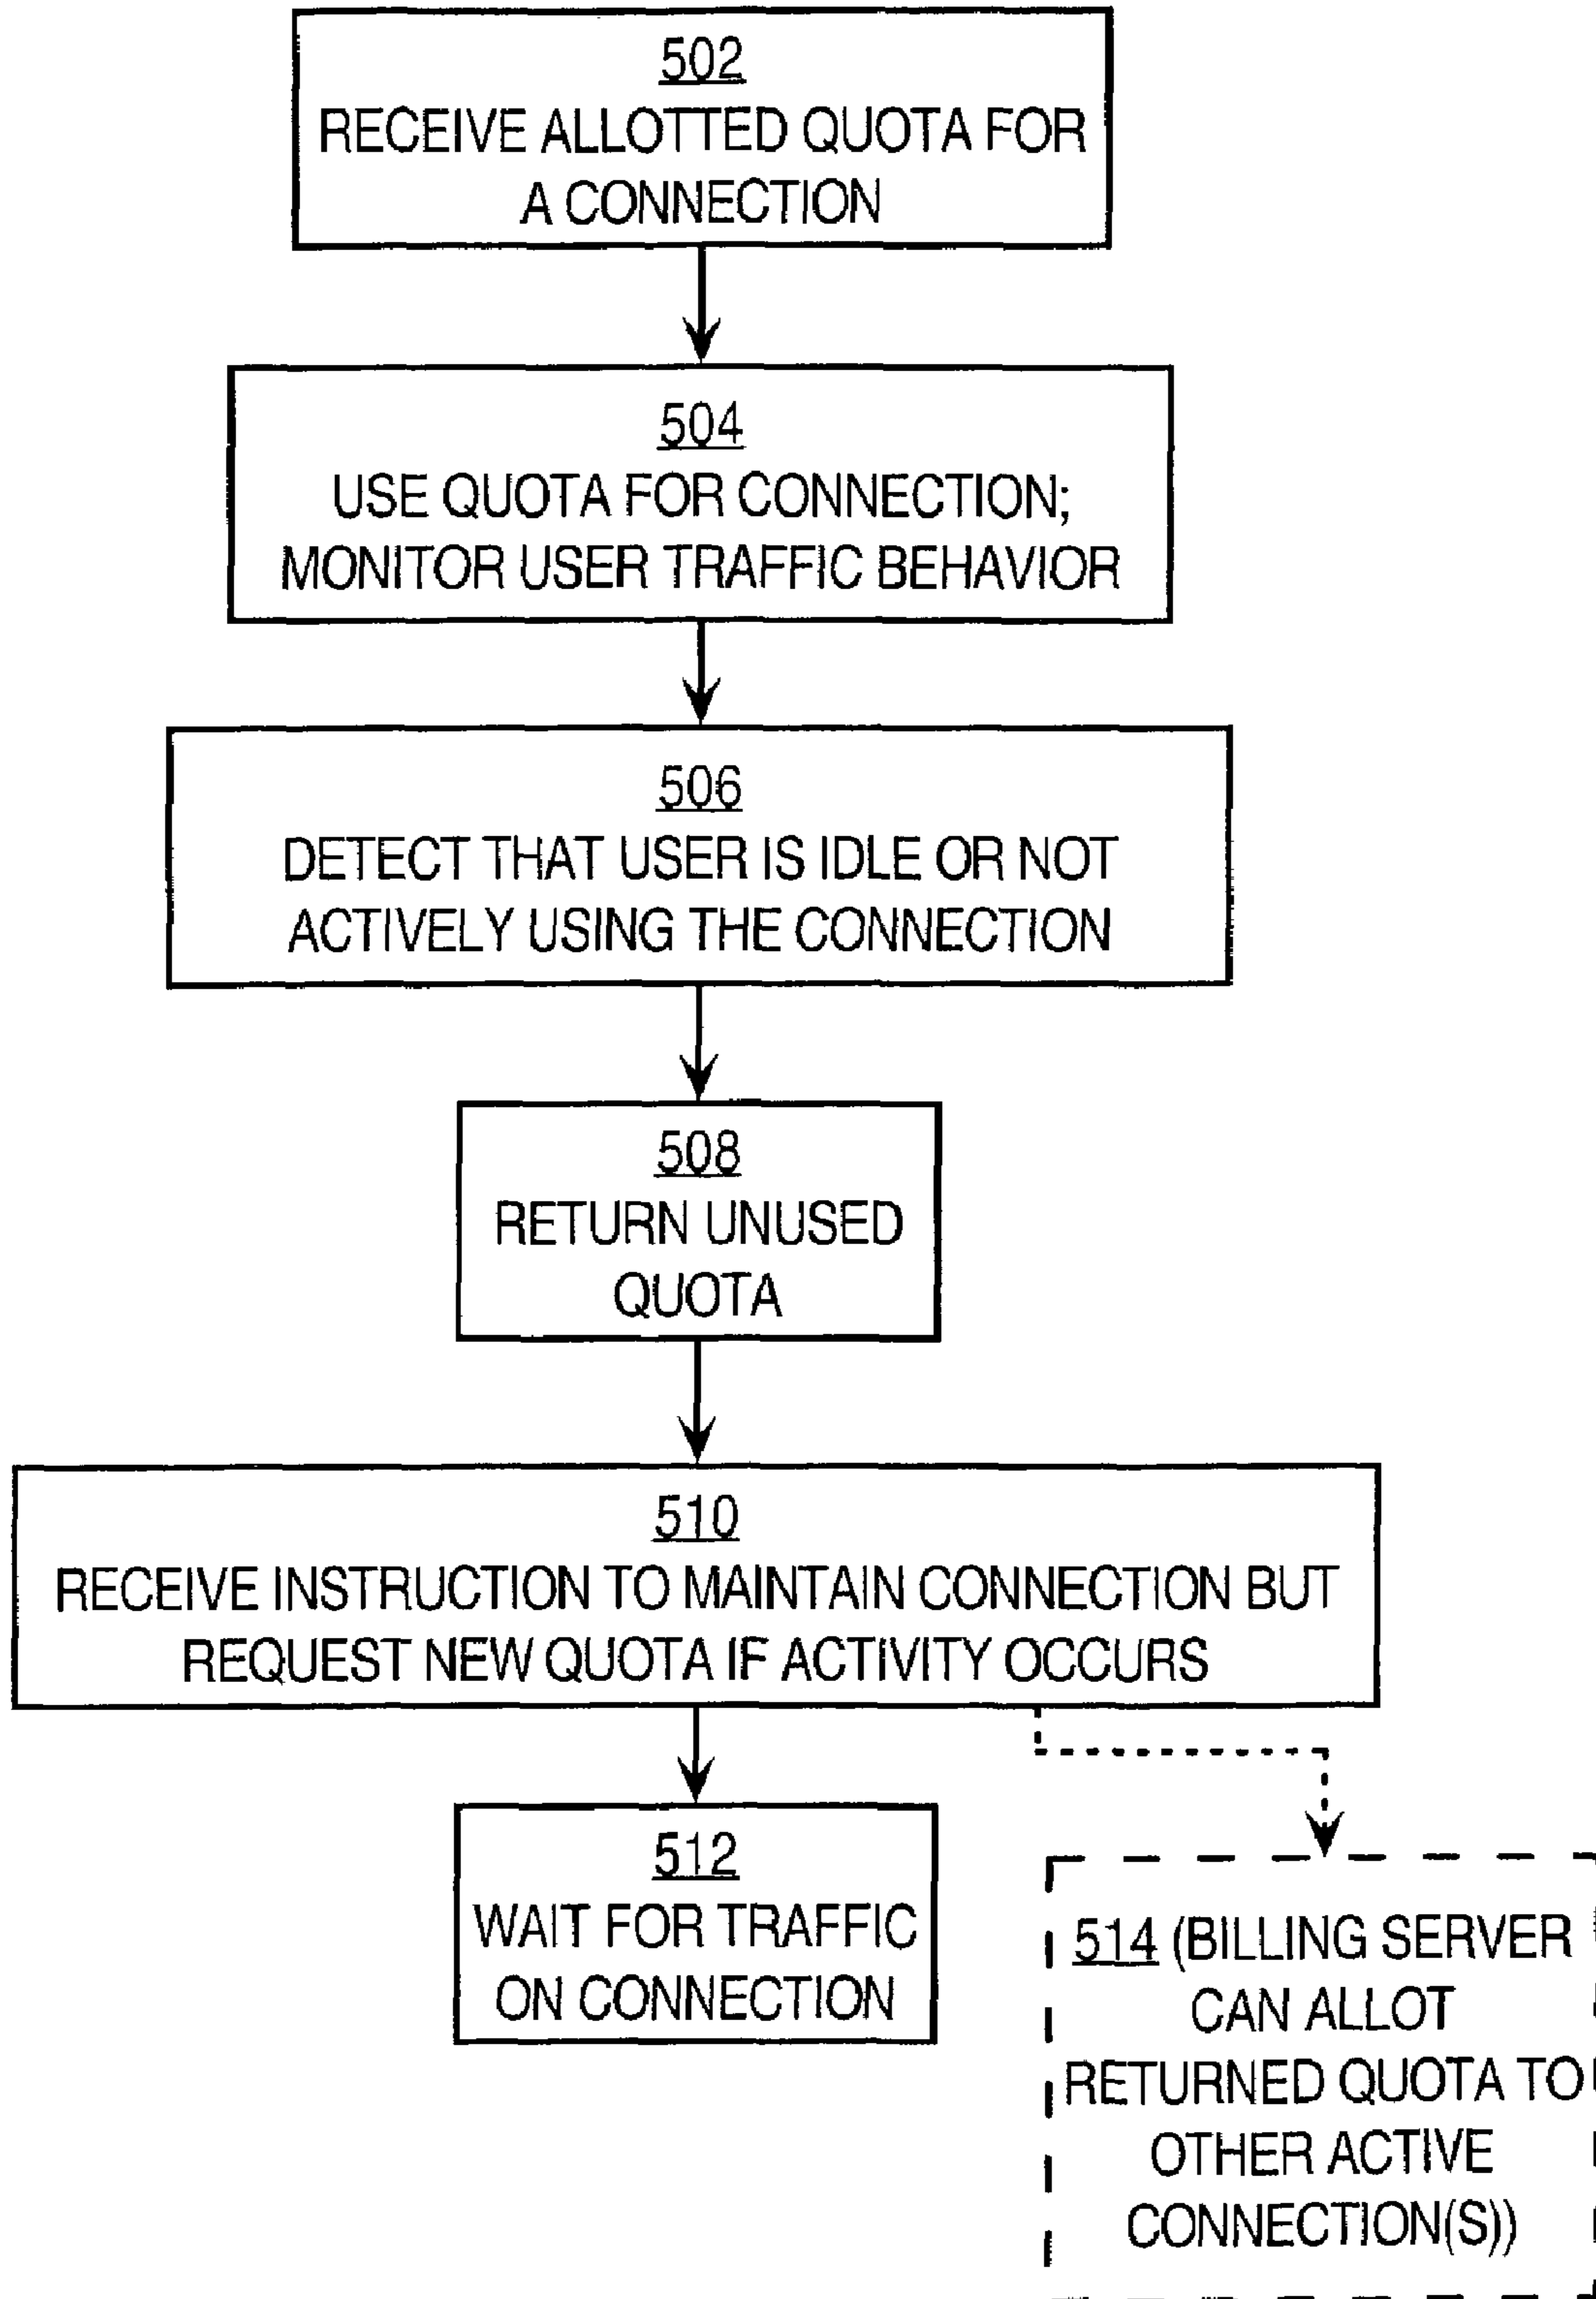 502
RECEIVE ALLOTTED QUOTA FOR
A CONNECTION
504
USE QUOTA FOR CONNECTION;
MONITOR USER TRAFFIC BEHAVIOR
506
DETECT THAT USER IS IDLE OR NOT
ACTIVELY USING THE CONNECTION
508
RETURN UNUSED
QUOTA
510
RECEIVE INSTRUCTION TO MAINTAIN CONNECTION BUT
REQUEST NEW QUOTA IF ACTIVITY OCCURS
512
WAIT FOR TRAFFIC
ON CONNECTION
514 (BILLING SERVER
CAN ALLOT
RETURNED QUOTA TO
OTHER ACTIVE
CONNECTION(S))